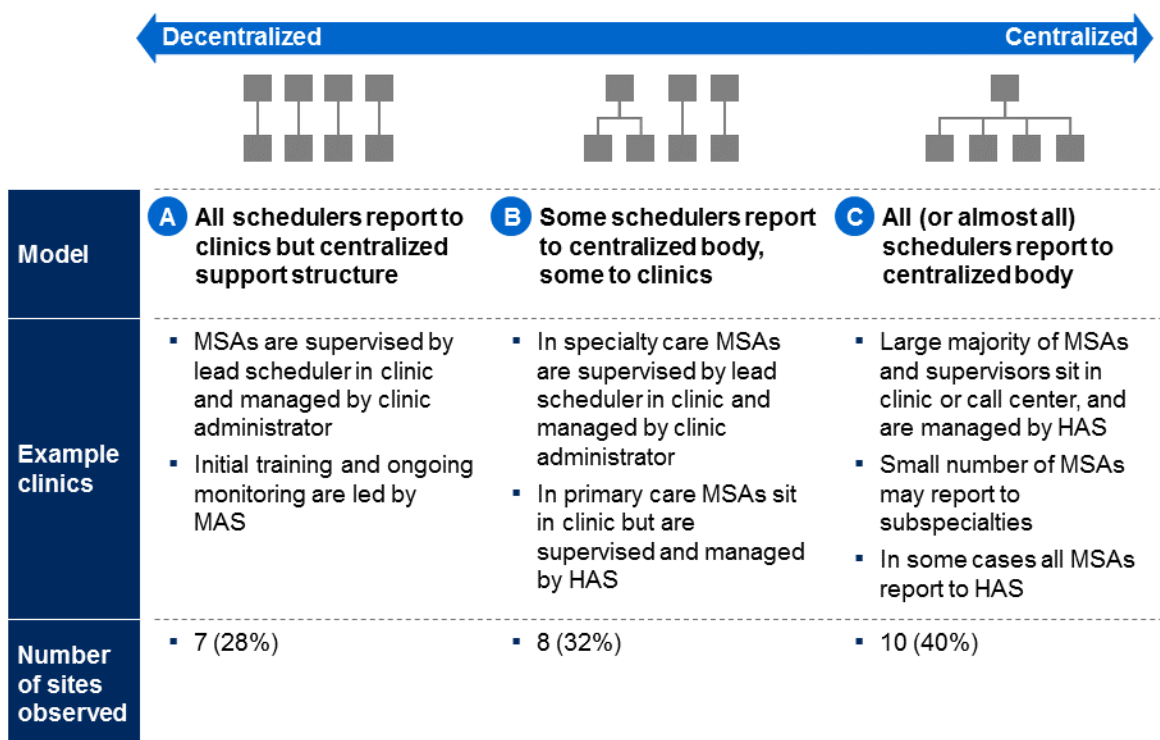 Decentralized
Centralized
Model
A
All schedulers report to
clinics but centralized
support structure
B
Some schedulers report
to centralized body,
some to clinics
C
All (or almost all)
schedulers report to
centralized body
Example
clinics
▪ MSAs are supervised by
lead scheduler in clinic
and managed by clinic
administrator
▪ Initial training and ongoing
monitoring are led by
MAS
▪ In specialty care MSAs
are supervised by lead
scheduler in clinic and
managed by clinic
administrator
▪ In primary care MSAs sit
in clinic but are
supervised and managed
by HAS
▪ Large majority of MSAs
and supervisors sit in
clinic or call center, and
are managed by HAS
▪ Small number of MSAs
may report to
subspecialties
▪ In some cases all MSAs
report to HAS
Number
of sites
observed
▪ 7 (28%)
▪ 8 (32%)
▪ 10 (40%)